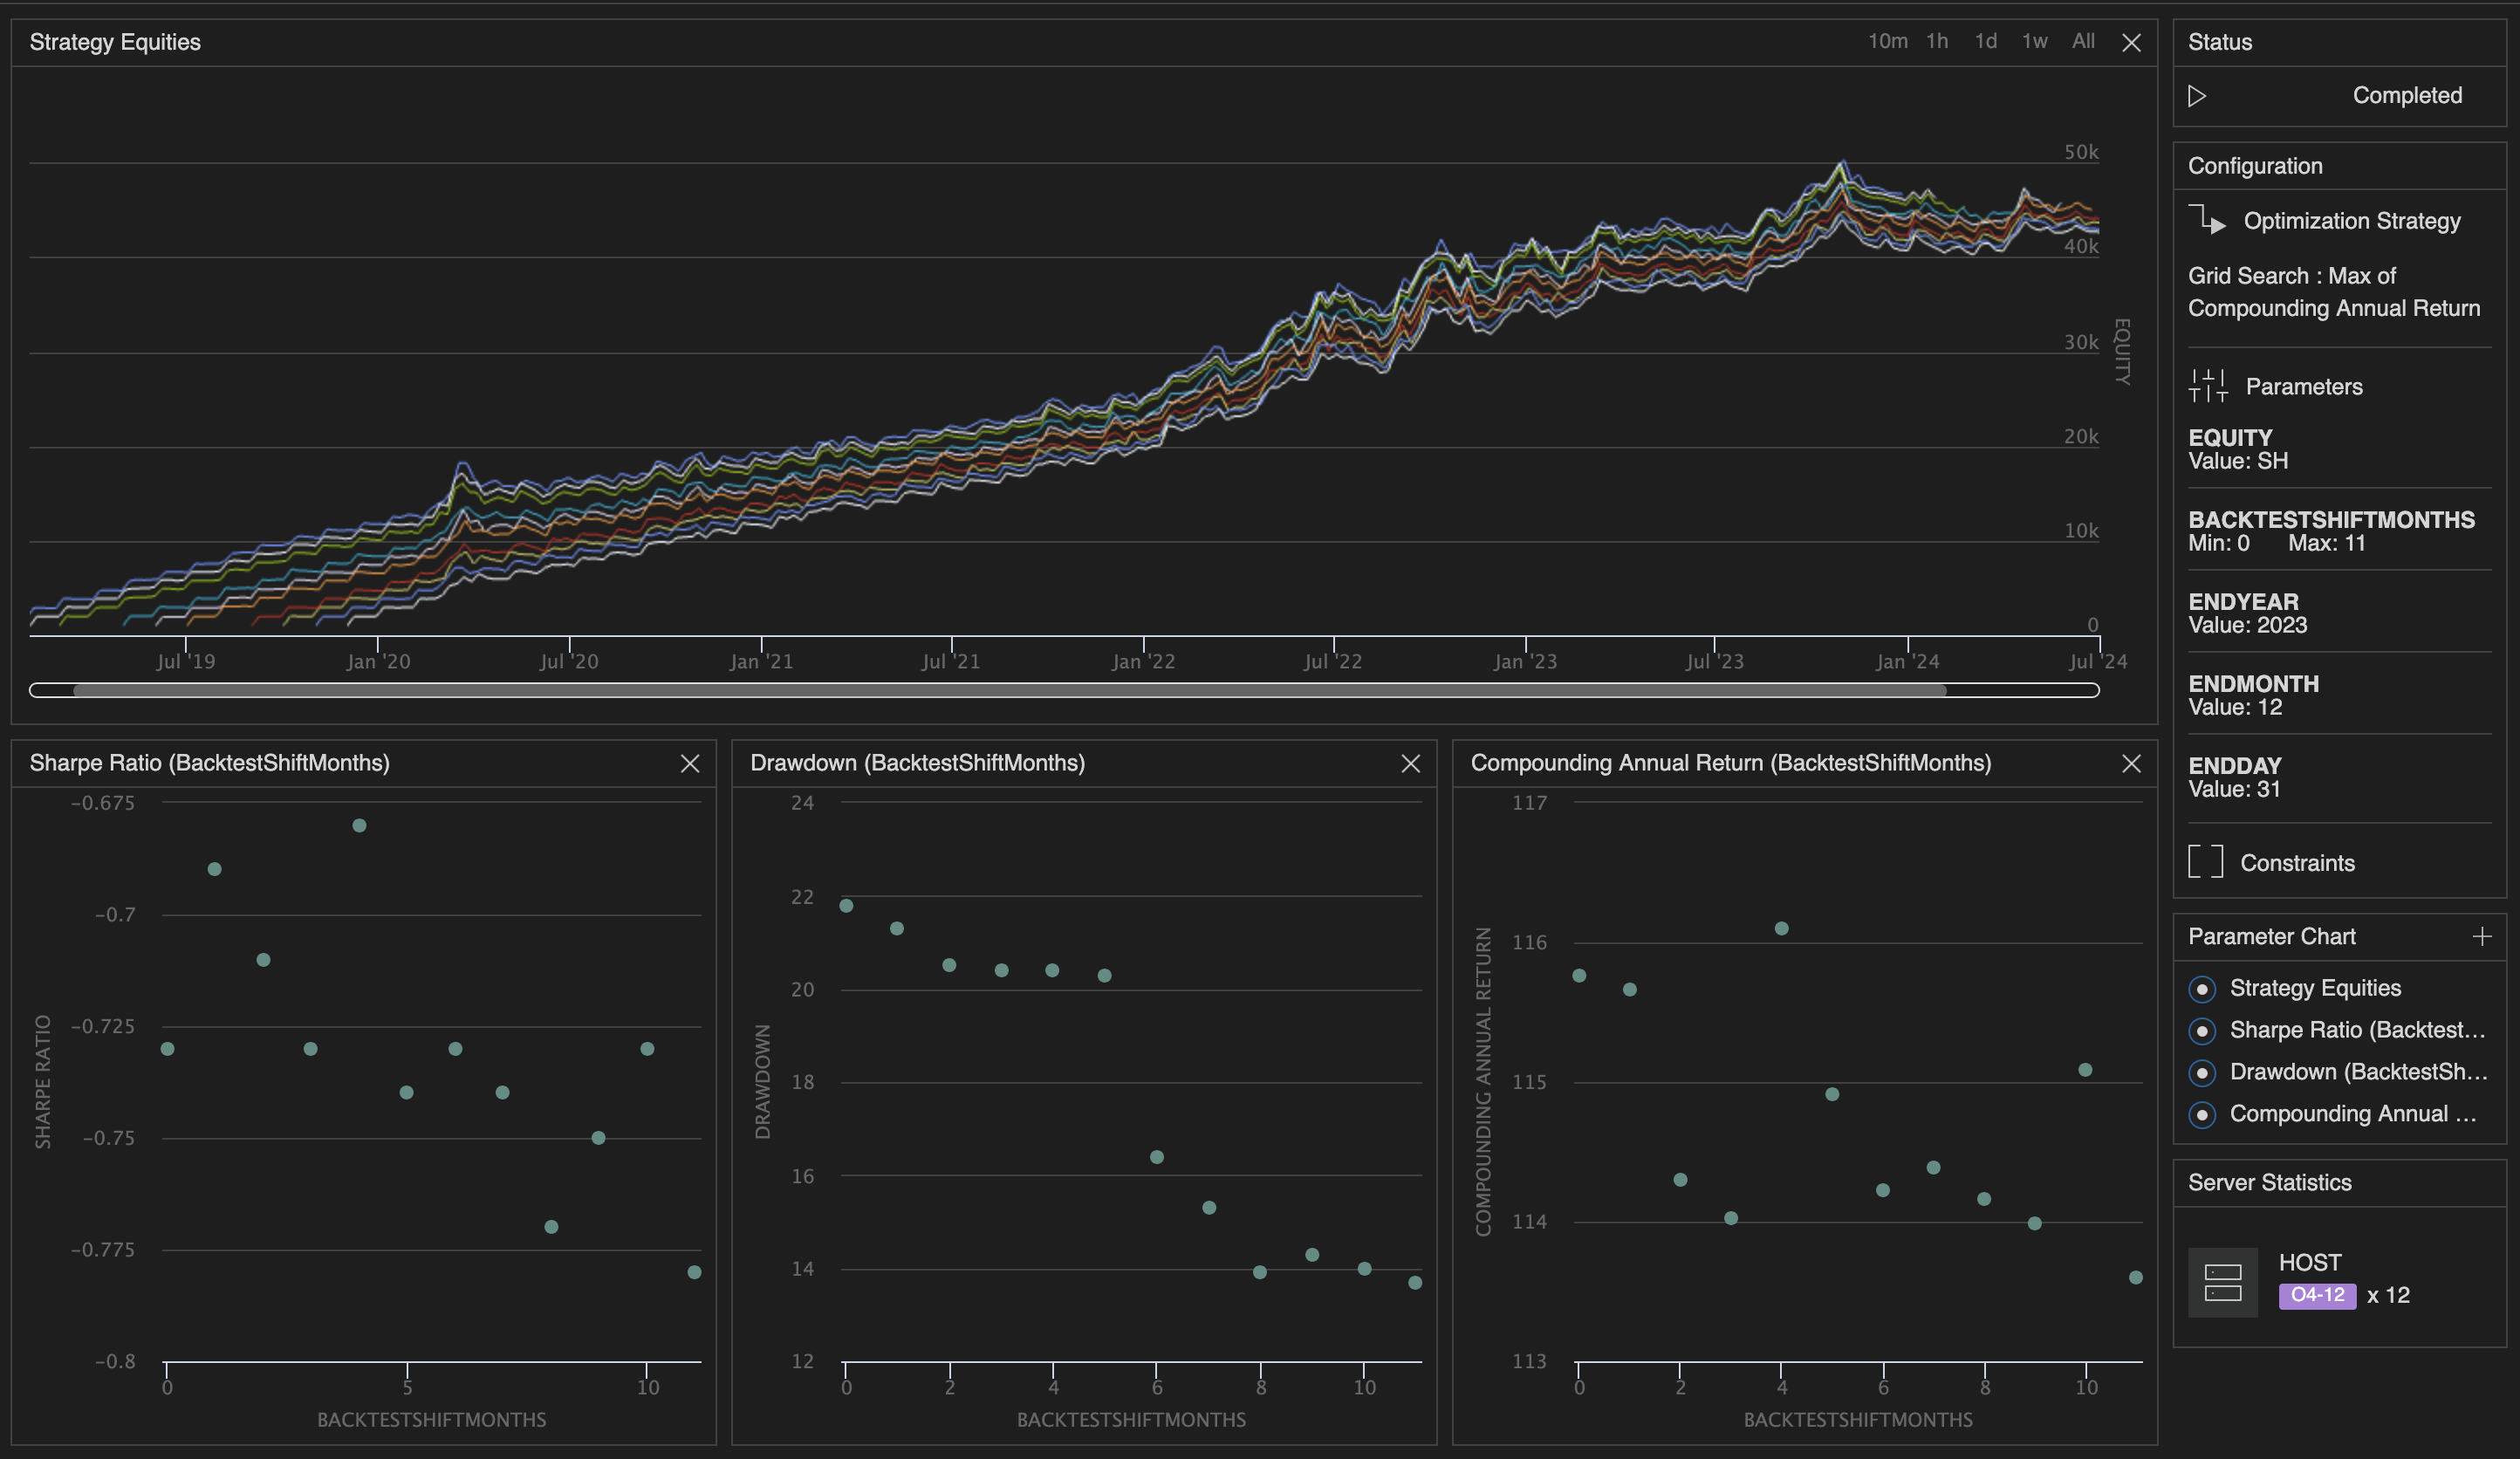 Strategy Equities
10m 1h 1d 1w All
50k
40k
30k
20k
10k
0
EQUITY
Jul '19 Jan '20 Jul '20 Jan '21 Jul '21 Jan '22 Jul '22 Jan '23 Jul '23 Jan '24 Jul '24
Sharpe Ratio (BacktestShiftMonths)
−0.675
−0.7
−0.725
−0.75
−0.775
−0.8
SHARPE RATIO
0 5 10
BACKTESTSHIFTMONTHS
Drawdown (BacktestShiftMonths)
24
22
20
18
16
14
12
DRAWDOWN
0 2 4 6 8 10
BACKTESTSHIFTMONTHS
Compounding Annual Return (BacktestShiftMonths)
117
116
115
114
113
COMPOUNDING ANNUAL RETURN
0 2 4 6 8 10
BACKTESTSHIFTMONTHS
Status
Completed
Configuration
Optimization Strategy
Grid Search : Max of
Compounding Annual Return
Parameters
EQUITY
Value: SH
BACKTESTSHIFTMONTHS
Min: 0 Max: 11
ENDYEAR
Value: 2023
ENDMONTH
Value: 12
ENDDAY
Value: 31
Constraints
Parameter Chart
Strategy Equities
Sharpe Ratio (Backtest...
Drawdown (BacktestSh...
Compounding Annual ...
Server Statistics
HOST
O4-12 x 12